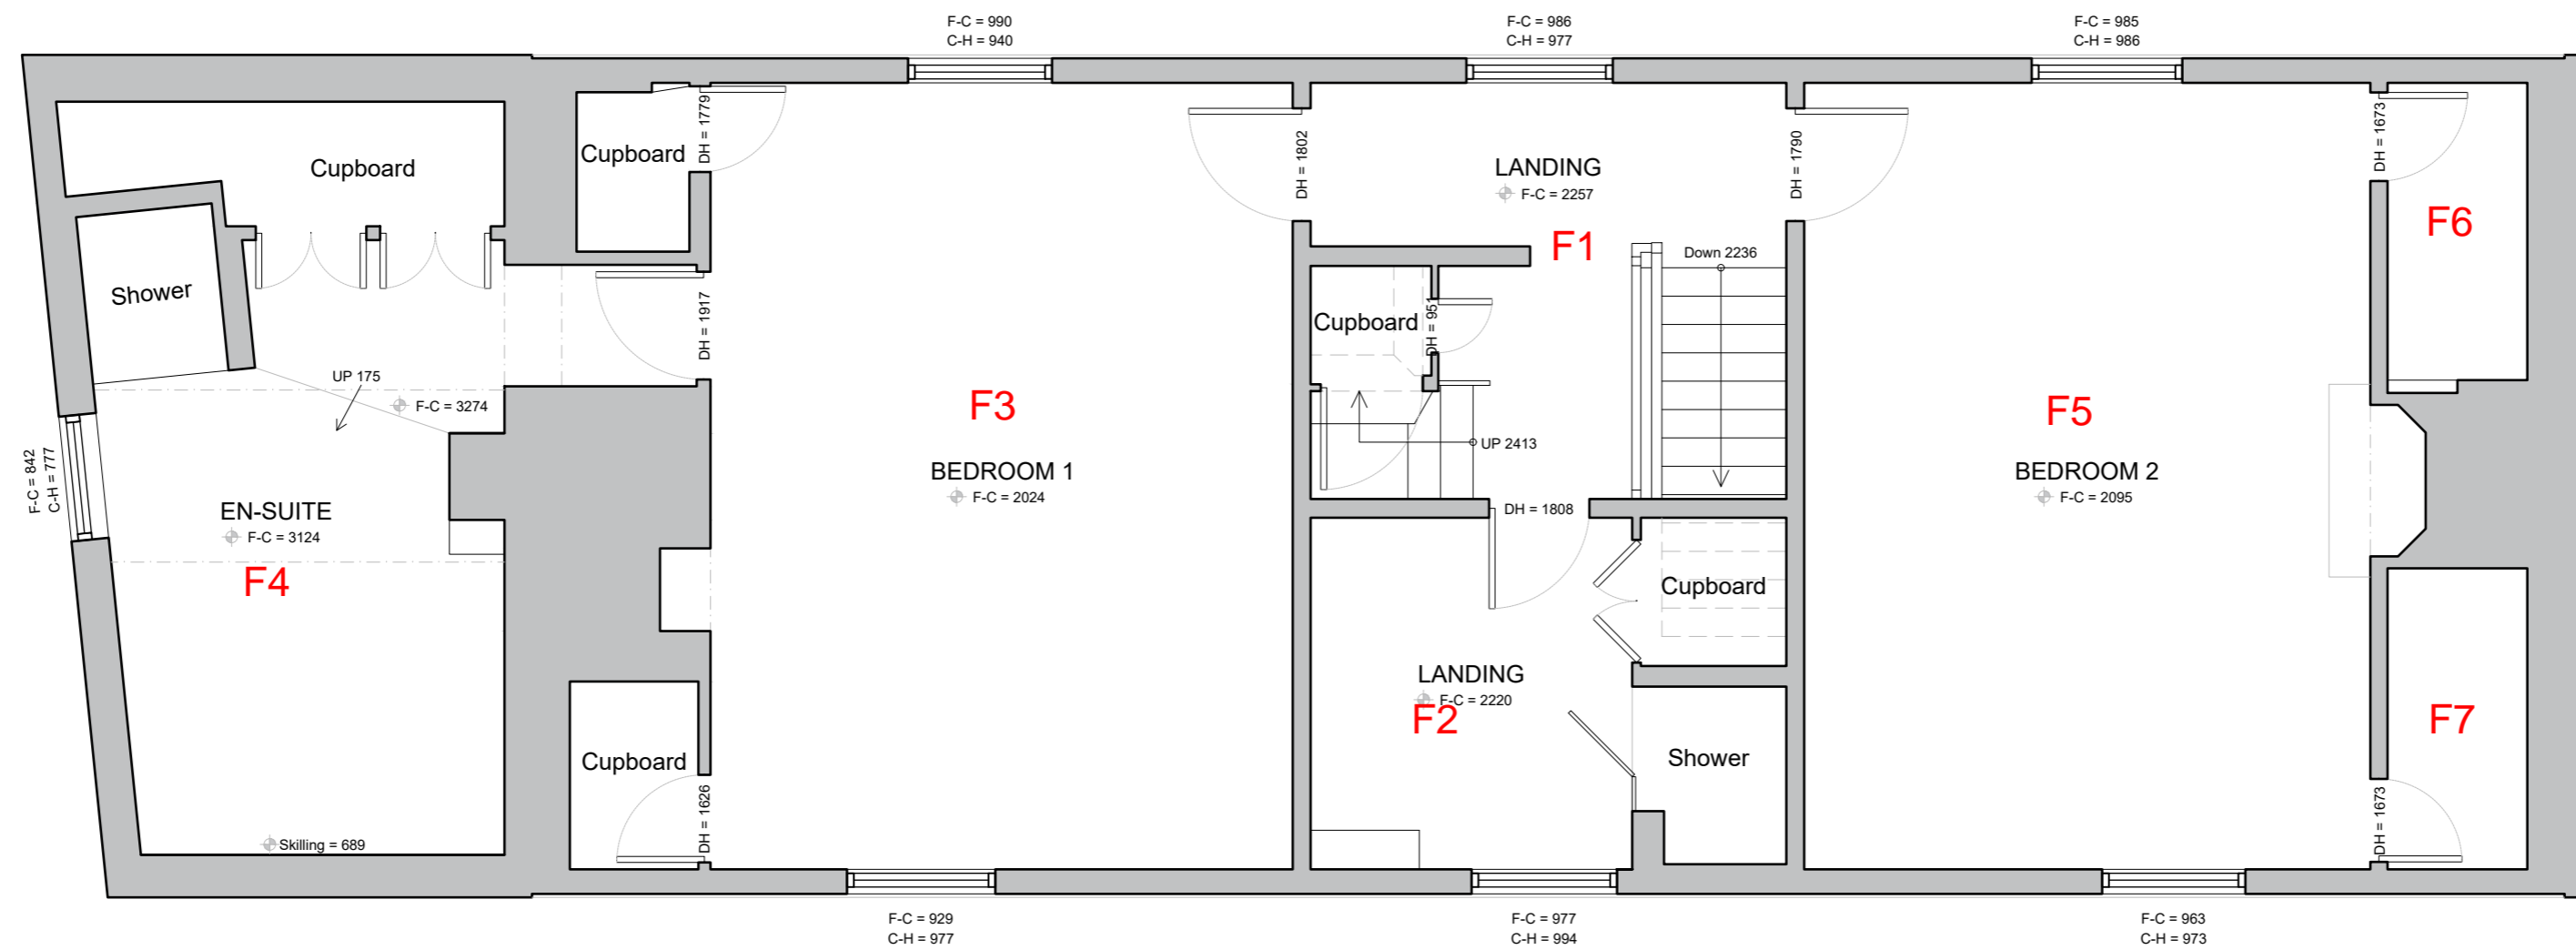 F-C = 990
C-H = 940
F-C = 986
C-H = 977
F-C = 985
C-H = 986
Cupboard
Cupboard
DH = 1779
DH = 1802
LANDING
F-C = 2257
DH = 1790
DH = 1673
F6
F1
Down 2236
Shower
DH = 1917
Cupboard
DH = 951
UP 175
F-C = 3274
F3
F5
UP 2413
BEDROOM 1
F-C = 2024
BEDROOM 2
F-C = 2095
F-C = 842
C-H = 777
EN-SUITE
F-C = 3124
F4
DH = 1808
Cupboard
LANDING
F-C = 2220
F2
F7
Cupboard
Shower
DH = 1626
DH = 1673
Skilling = 689
F-C = 929
C-H = 977
F-C = 977
C-H = 994
F-C = 963
C-H = 973